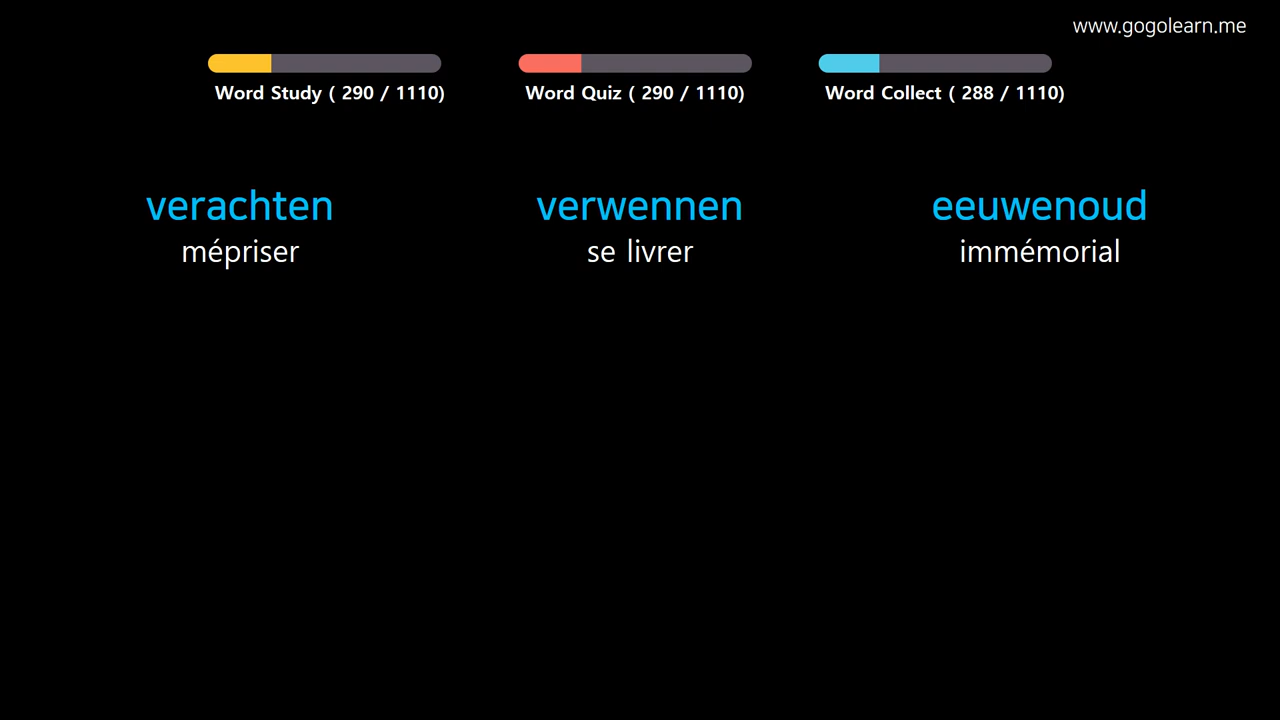 www.gogolearn.me
Word Study ( 290 / 1110)
Word Quiz ( 290 / 1110)
Word Collect ( 288 / 1110)
verachten
mépriser
verwennen
se livrer
eeuwenoud
immémorial